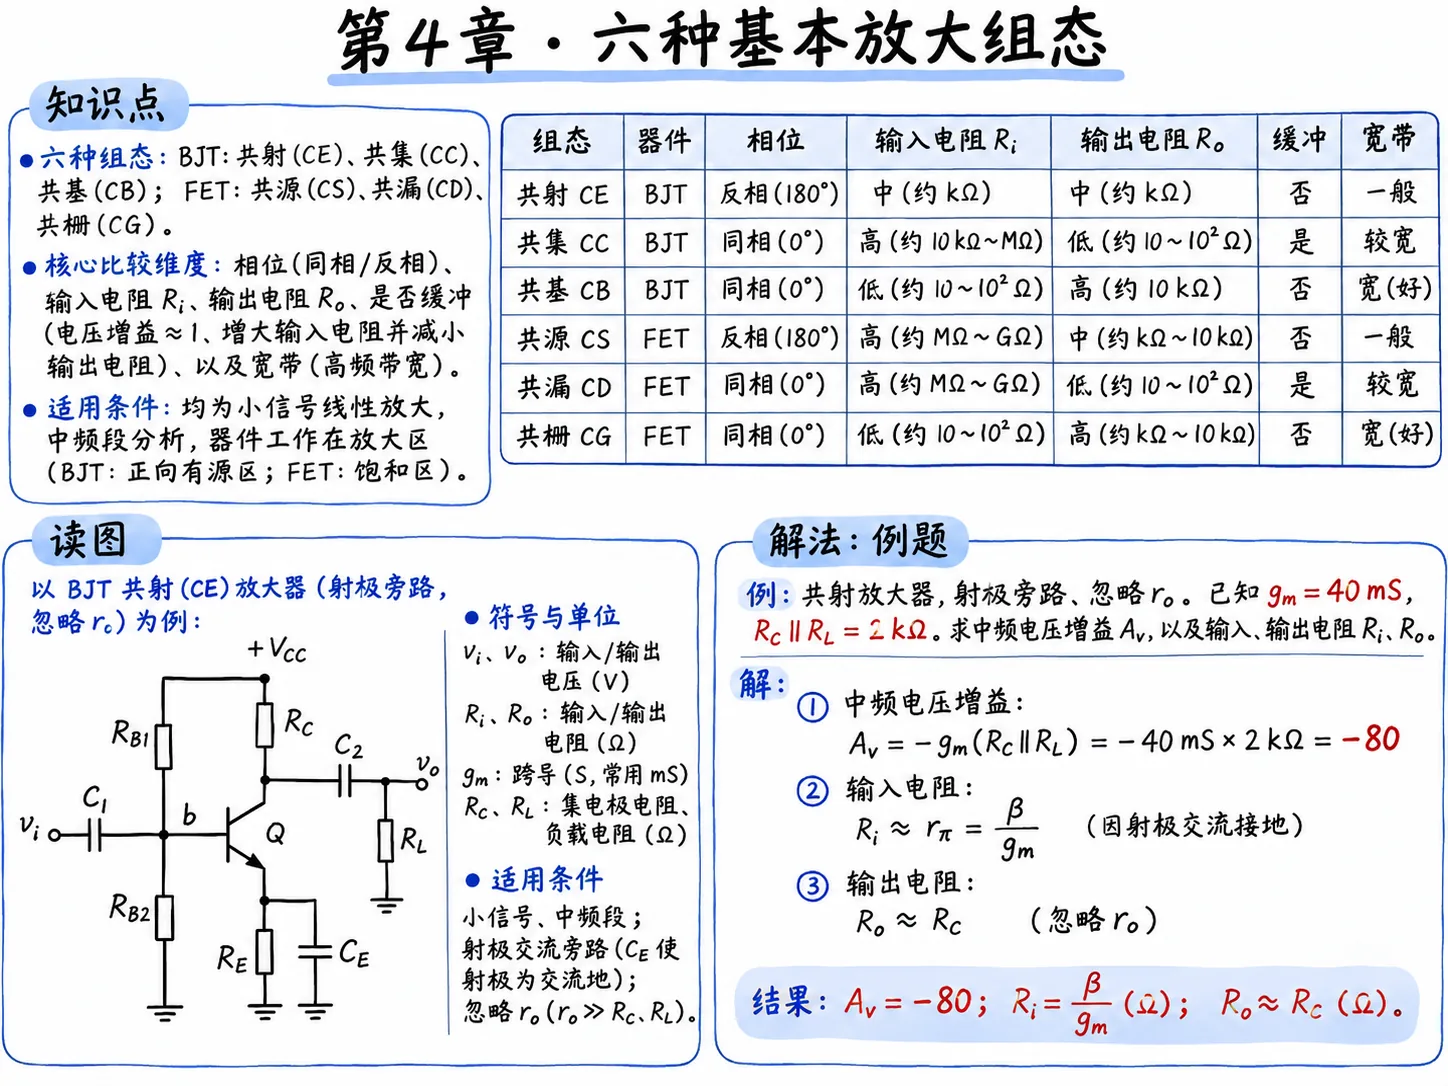 第4章·六种基本放大组态
知识点
●六种组态：BJT：共射(CE)、共集(CC)、
共基(CB)； FET：共源(CS)、共漏(CD)、
共栅(CG)。
●核心比较维度：相位(同相/反相)、
输入电阻 Rᵢ、输出电阻 Rₒ、是否缓冲
(电压增益≈1、增大输入电阻并减小
输出电阻)、以及宽带(高频带宽)。
●适用条件：均为小信号线性放大，
中频段分析，器件工作在放大区
(BJT：正向有源区；FET：饱和区)。
组态 器件 相位 输入电阻 Rᵢ 输出电阻 Rₒ 缓冲 宽带
共射 CE BJT 反相(180°) 中(约 kΩ) 中(约 kΩ) 否 一般
共集 CC BJT 同相(0°) 高(约 10kΩ~MΩ) 低(约 10~10²Ω) 是 较宽
共基 CB BJT 同相(0°) 低(约 10~10²Ω) 高(约 10 kΩ) 否 宽(好)
共源 CS FET 反相(180°) 高(约 MΩ~GΩ) 中(约 kΩ~10kΩ) 否 一般
共漏 CD FET 同相(0°) 高(约 MΩ~GΩ) 低(约 10~10²Ω) 是 较宽
共栅 CG FET 同相(0°) 低(约 10~10²Ω) 高(约 kΩ~10kΩ) 否 宽(好)
读图
以 BJT 共射(CE)放大器(射极旁路，
忽略 rₒ)为例：
+V_CC
R_B1
R_C
C₂
vₒ
C₁
b
vᵢ
Q
R_L
R_B2
R_E
C_E
●符号与单位
vᵢ、vₒ：输入/输出
电压(V)
Rᵢ、Rₒ：输入/输出
电阻(Ω)
gₘ：跨导(S，常用 mS)
R_C、R_L：集电极电阻、
负载电阻(Ω)
●适用条件
小信号、中频段；
射极交流旁路(C_E 使
射极为交流地)；
忽略 rₒ(rₒ≫R_C、R_L)。
解法：例题
例：共射放大器，射极旁路、忽略 rₒ。已知 gₘ=40 mS，
R_C∥R_L=2 kΩ。求中频电压增益 Aᵥ，以及输入、输出电阻 Rᵢ、Rₒ。
解：
① 中频电压增益：
Aᵥ=-gₘ(R_C∥R_L)=-40 mS×2 kΩ=-80
② 输入电阻：
Rᵢ≈r_π=β/gₘ (因射极交流接地)
③ 输出电阻：
Rₒ≈R_C (忽略 rₒ)
结果：Aᵥ=-80； Rᵢ=β/gₘ(Ω)； Rₒ≈R_C(Ω)。